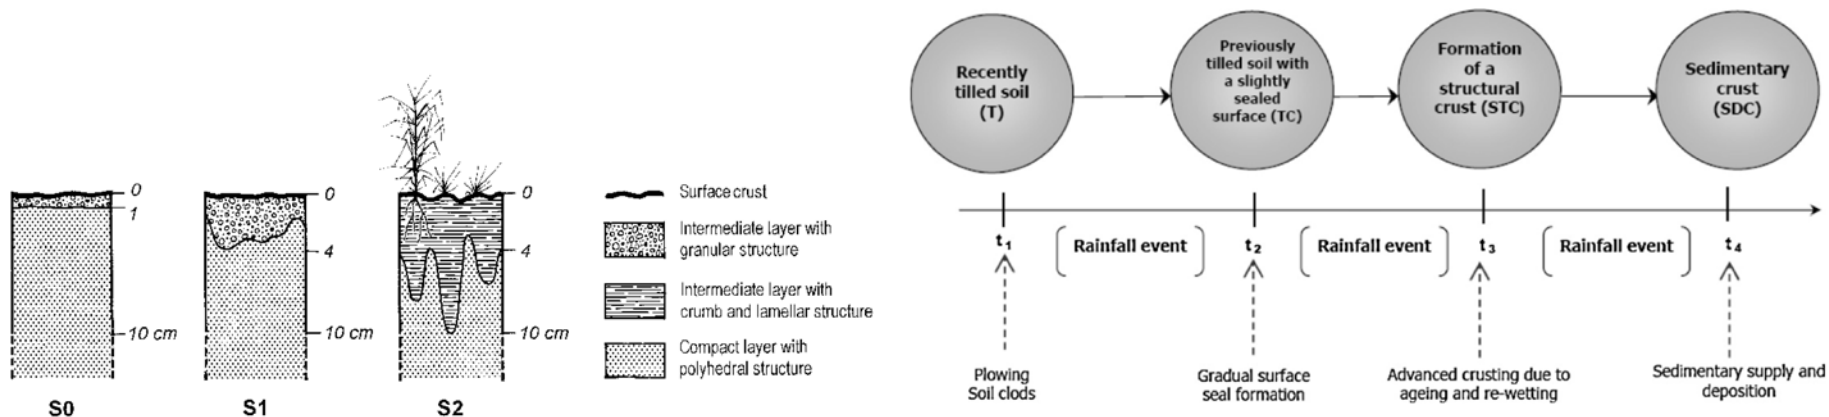 0
1
10 cm
S0
0
4
10 cm
S1
0
4
10 cm
S2
Surface crust
Intermediate layer with
granular structure
Intermediate layer with
crumb and lamellar structure
Compact layer with
polyhedral structure
Recently
tilled soil
(T)
Previously
tilled soil with
a slightly
sealed
surface (TC)
Formation
of a
structural
crust (STC)
Sedimentary
crust
(SDC)
t1
Rainfall event
t2
Rainfall event
t3
Rainfall event
t4
Plowing
Soil clods
Gradual surface
seal formation
Advanced crusting due to
ageing and re-wetting
Sedimentary supply and
deposition